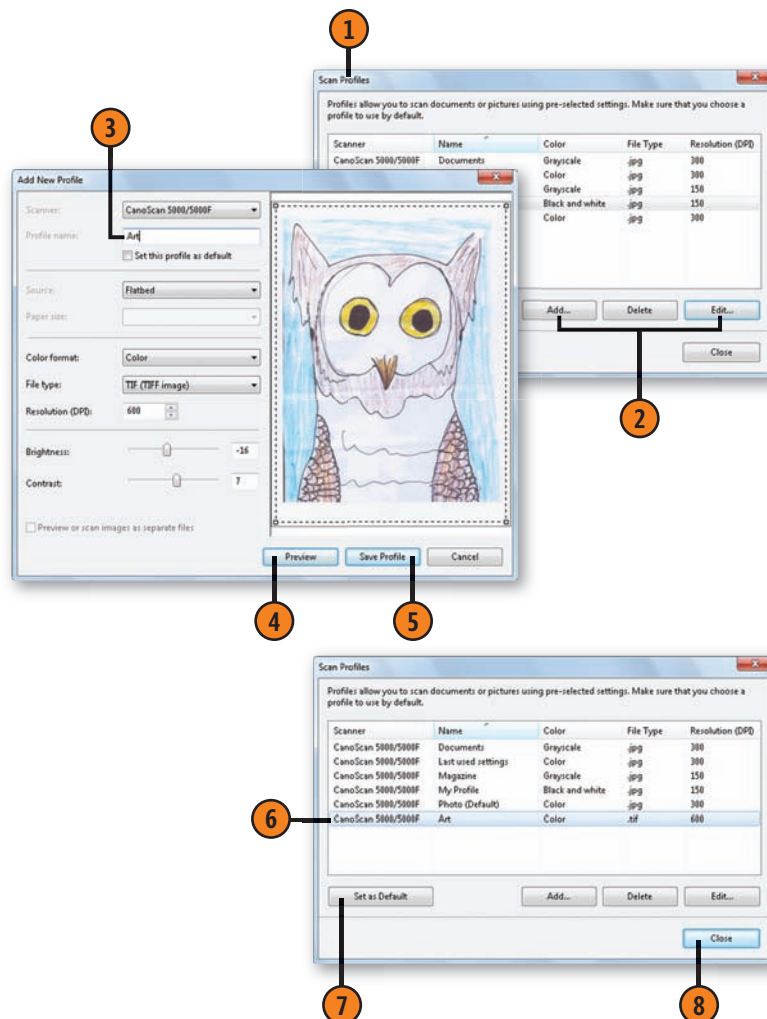 1
Scan Profiles
Profiles allow you to scan documents or pictures using pre-selected settings. Make sure that you choose a
profile to use by default.
Scanner Name Color File Type Resolution (DPI)
CanoScan 5000/5000F Documents Grayscale .jpg 300
Color .jpg 300
Grayscale .jpg 150
Black and white .jpg 150
Color .jpg 300
Add... Delete Edit...
Close
2
3
Add New Profile
Scanner: CanoScan 5000/5000F
Profile name: Art
Set this profile as default
Source: Flatbed
Paper size:
Color format: Color
File type: TIF (TIFF image)
Resolution (DPI): 600
Brightness: -16
Contrast: 7
Preview or scan images as separate files
Preview Save Profile Cancel
4 5
Scan Profiles
Profiles allow you to scan documents or pictures using pre-selected settings. Make sure that you choose a
profile to use by default.
Scanner Name Color File Type Resolution (DPI)
CanoScan 5000/5000F Documents Grayscale .jpg 300
CanoScan 5000/5000F Last used settings Color .jpg 300
CanoScan 5000/5000F Magazine Grayscale .jpg 150
CanoScan 5000/5000F My Profile Black and white .jpg 150
CanoScan 5000/5000F Photo (Default) Color .jpg 300
6
CanoScan 5000/5000F Art Color .tif 600
Set as Default Add... Delete Edit...
Close
7 8